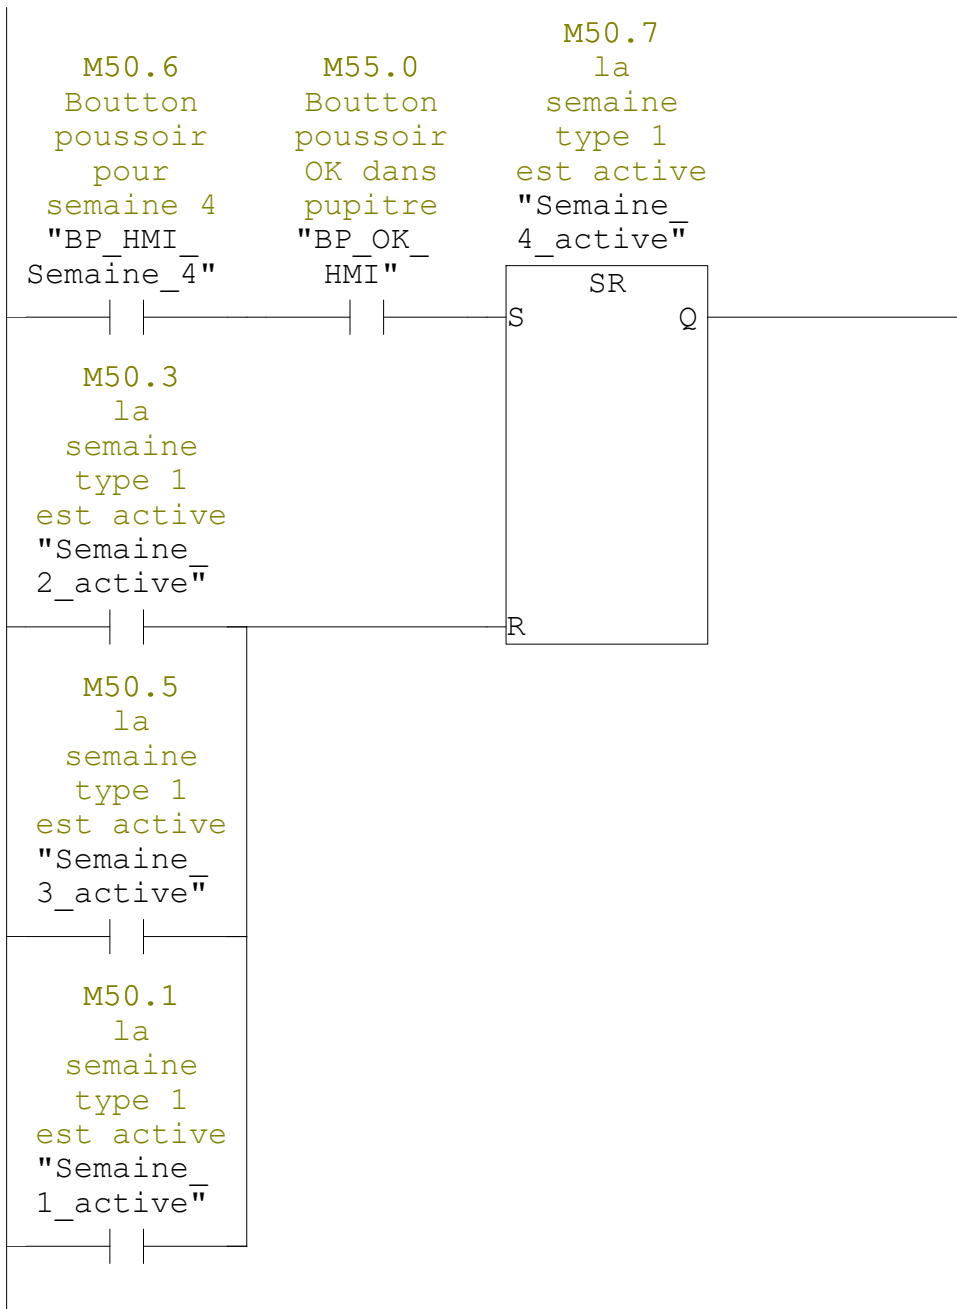 M50.6
Boutton
poussoir
pour
semaine 4
"BP_HMI_
Semaine_4"
M55.0
Boutton
poussoir
OK dans
pupitre
"BP_OK_
HMI"
M50.7
la
semaine
type 1
est active
"Semaine_
4_active"
SR
S
Q
M50.3
la
semaine
type 1
est active
"Semaine_
2_active"
R
M50.5
la
semaine
type 1
est active
"Semaine_
3_active"
M50.1
la
semaine
type 1
est active
"Semaine_
1_active"